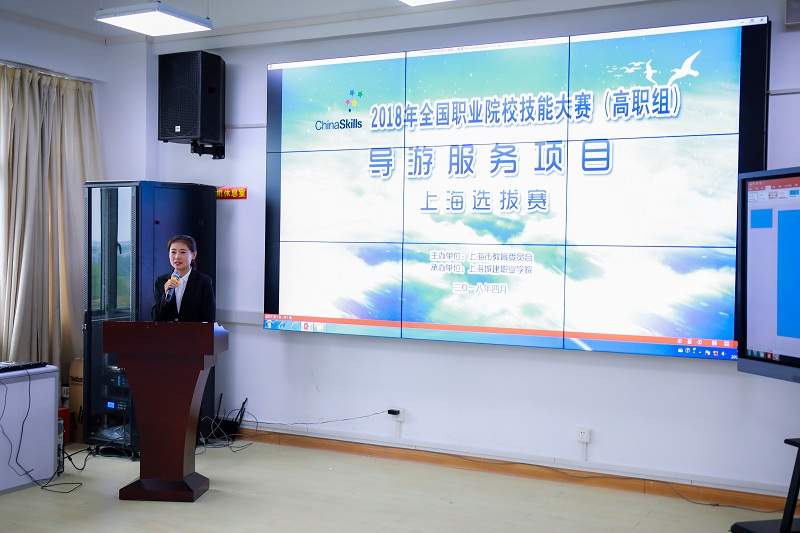 ChinaSkills
2018年全国职业院校技能大赛（高职组）
导游服务项目
上海选拔赛
主办单位：上海市教育委员会
承办单位：上海城建职业学院
二〇一八年四月
休息室